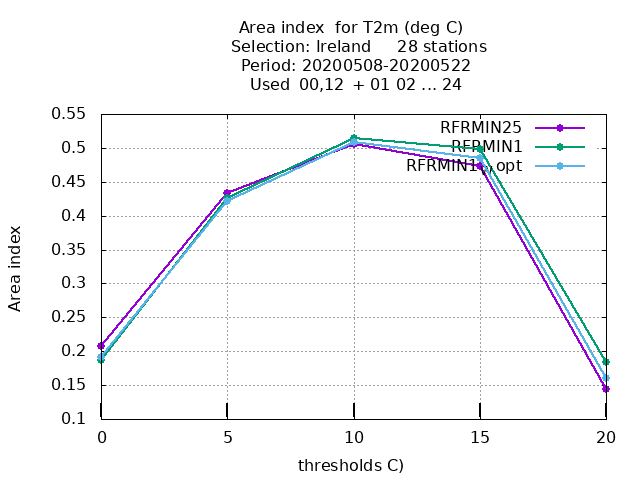 Area index  for T2m (deg C)
Selection: Ireland     28 stations
Period: 20200508-20200522
Used  00,12  + 01 02 ... 24
0.55
0.5
0.45
0.4
0.35
0.3
0.25
0.2
0.15
0.1
Area index
RFRMIN25
RFRMIN1
RFRMIN1\_opt
0
5
10
15
20
thresholds C)